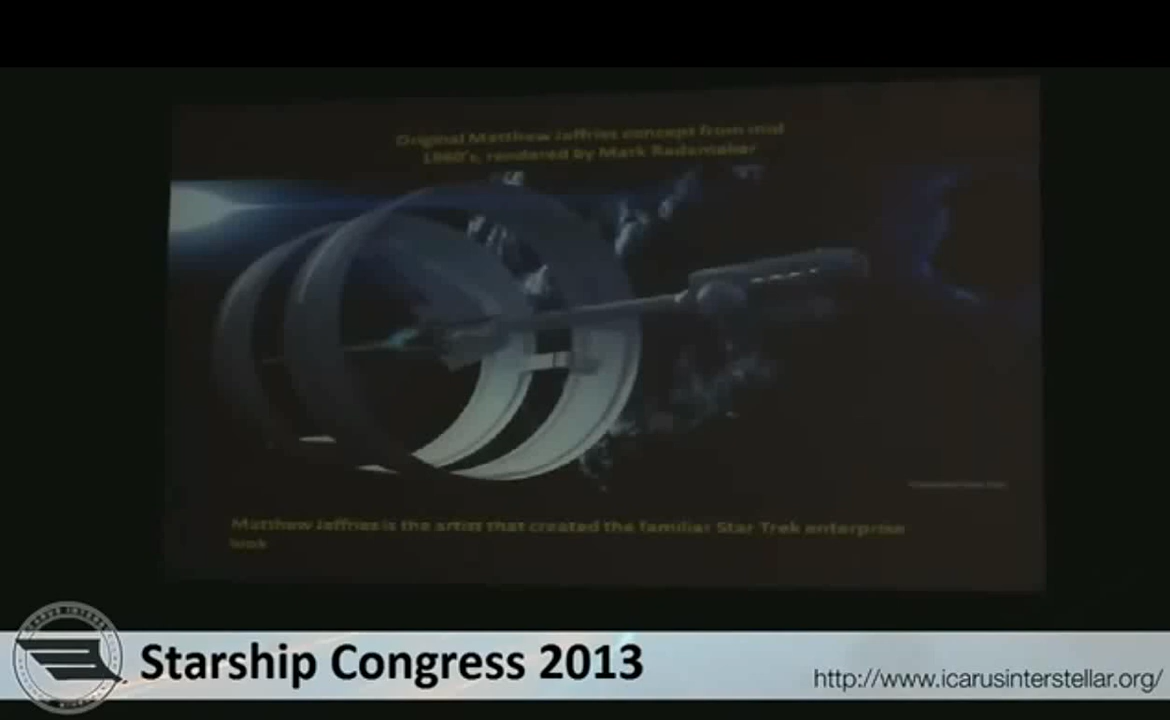 Original Matthew Jeffries concept from mid
1960's, rendered by Mark Rademaker
Matthew Jeffries is the artist that created the familiar Star Trek enterprise
look
Starship Congress 2013
http://www.icarusinterstellar.org/